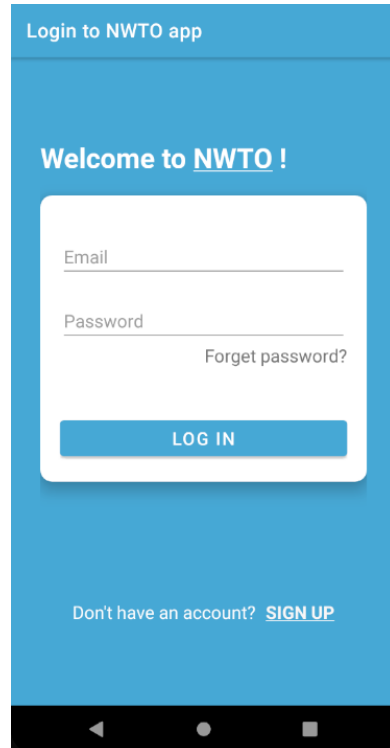 Login to NWTO app
Welcome to NWTO !
Email
Password
Forget password?
LOG IN
Don't have an account? SIGN UP